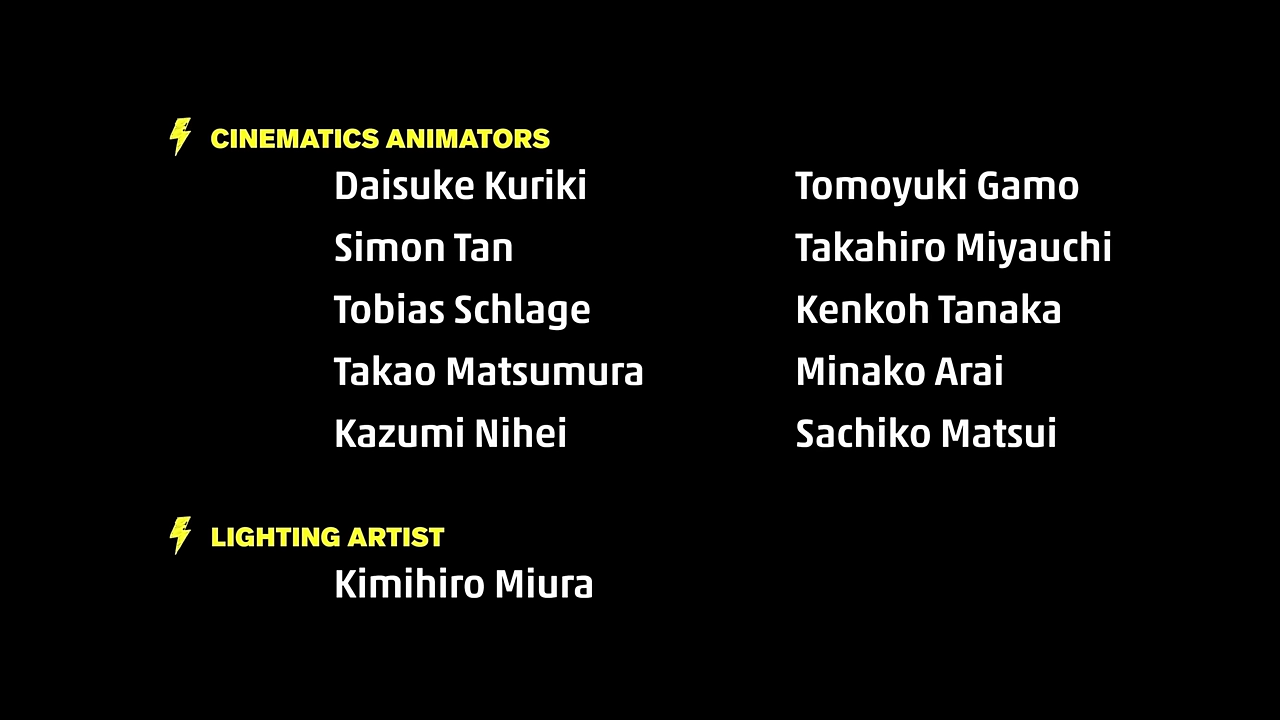 CINEMATICS ANIMATORS
Daisuke Kuriki Tomoyuki Gamo
Simon Tan Takahiro Miyauchi
Tobias Schlage Kenkoh Tanaka
Takao Matsumura Minako Arai
Kazumi Nihei Sachiko Matsui
LIGHTING ARTIST
Kimihiro Miura